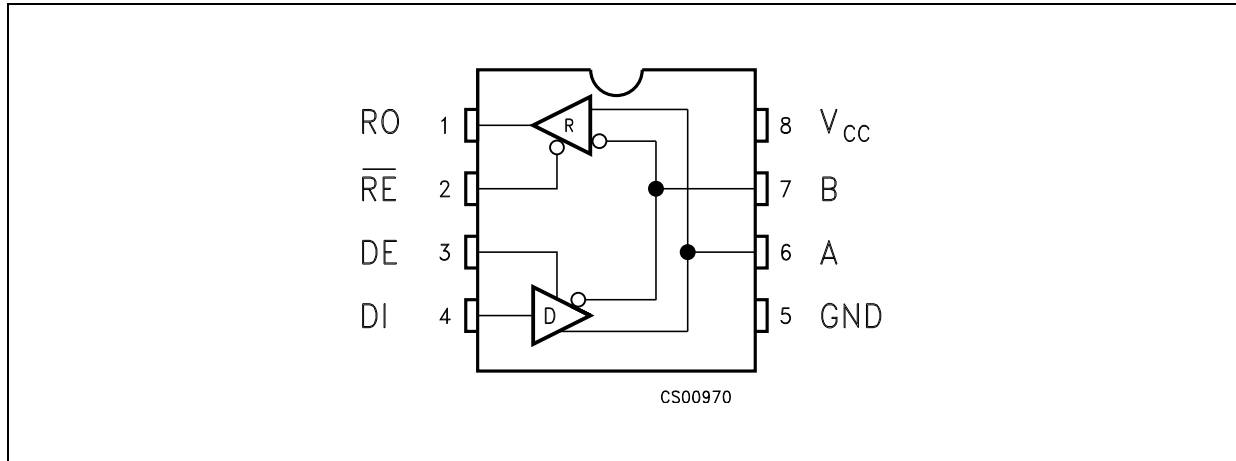 RO 1 R 8 VCC
RE 2 7 B
DE 3 6 A
DI 4 D 5 GND
CS00970